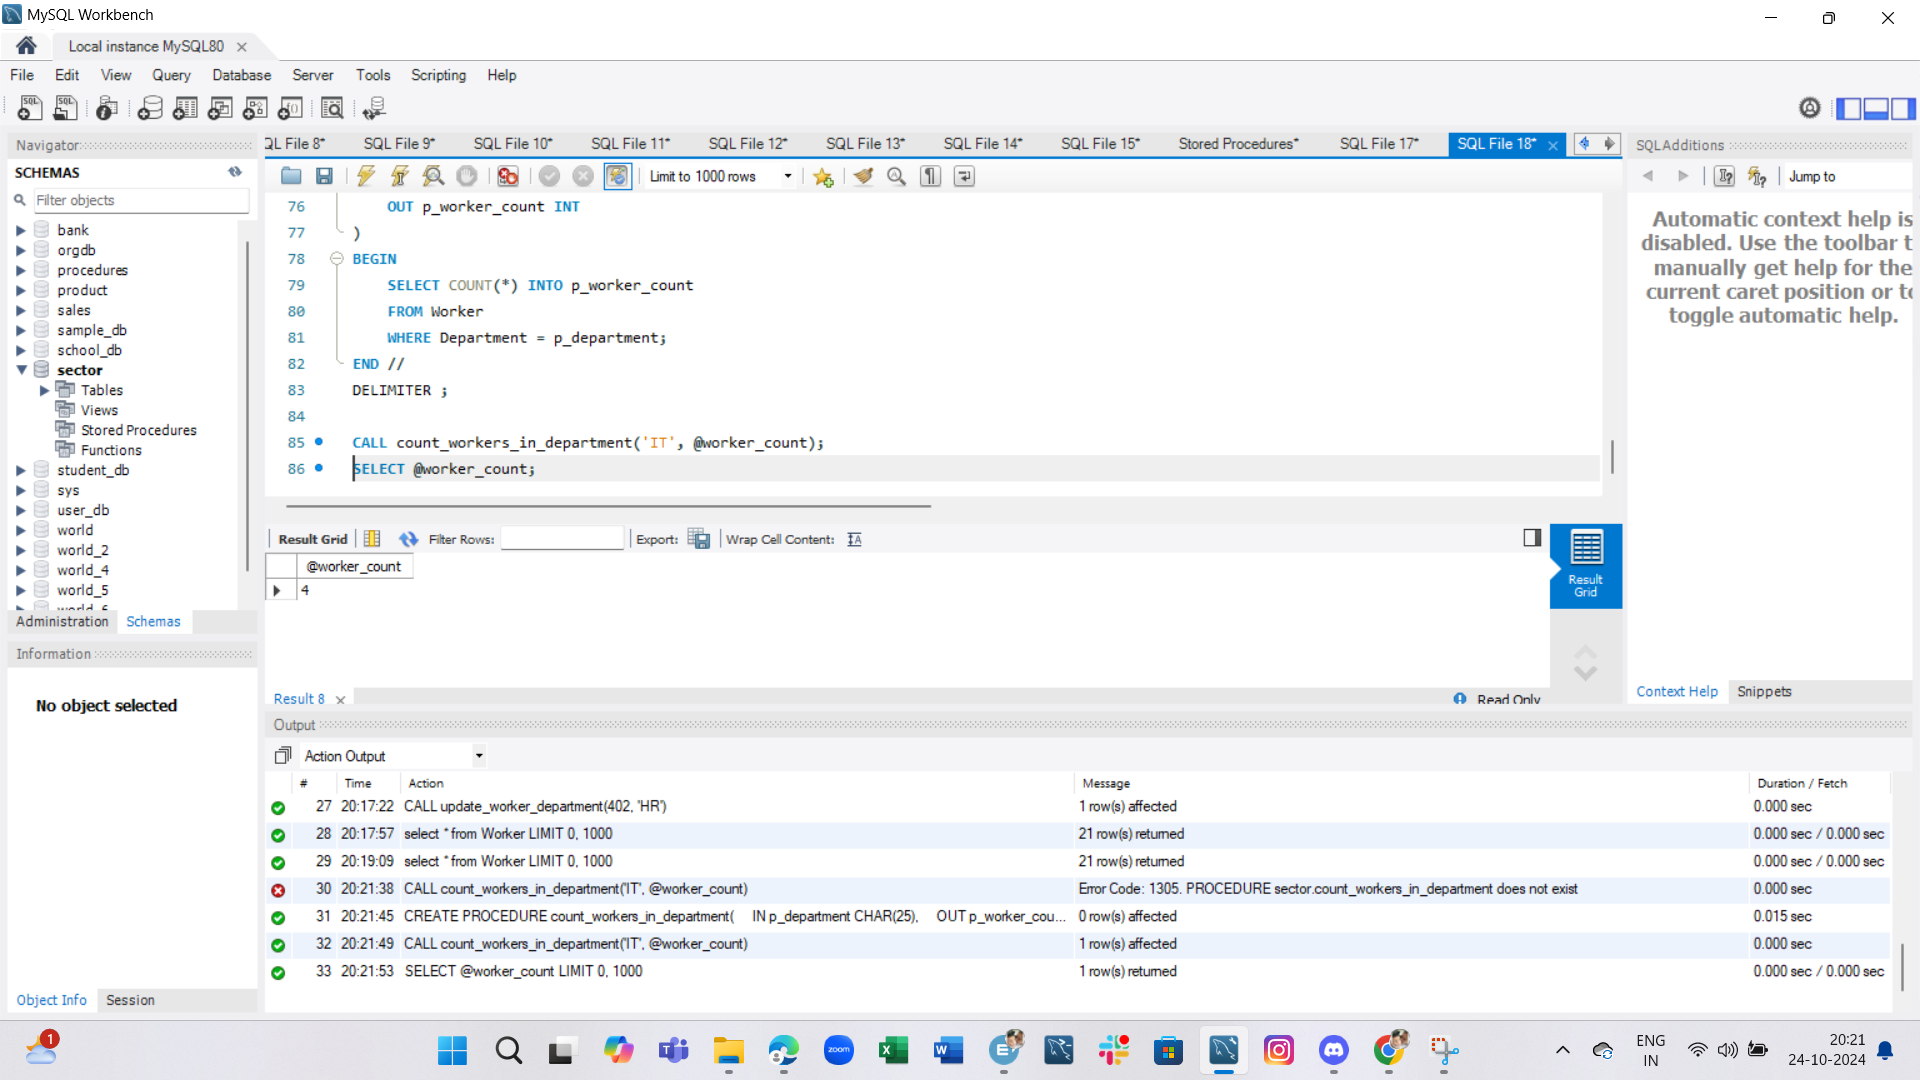 MySQL Workbench
Local instance MySQL80
File Edit View Query Database Server Tools Scripting Help
Navigator
SCHEMAS
Filter objects
bank
orgdb
procedures
product
sales
sample_db
school_db
sector
Tables
Views
Stored Procedures
Functions
student_db
sys
user_db
world
world_2
world_4
world_5
Administration Schemas
Information
No object selected
Object Info Session
QL File 8* SQL File 9* SQL File 10* SQL File 11* SQL File 12* SQL File 13* SQL File 14* SQL File 15* Stored Procedures* SQL File 17* SQL File 18*
Limit to 1000 rows
76 OUT p_worker_count INT
77 )
78 BEGIN
79 SELECT COUNT(*) INTO p_worker_count
80 FROM Worker
81 WHERE Department = p_department;
82 END //
83 DELIMITER ;
84
85 CALL count_workers_in_department('IT', @worker_count);
86 SELECT @worker_count;
Result Grid Filter Rows: Export: Wrap Cell Content:
@worker_count
4
Result
Grid
Result 8 Read Only
SQLAdditions
Jump to
Automatic context help is
disabled. Use the toolbar t
manually get help for the
current caret position or to
toggle automatic help.
Context Help Snippets
Output
Action Output
# Time Action Message Duration / Fetch
27 20:17:22 CALL update_worker_department(402, 'HR') 1 row(s) affected 0.000 sec
28 20:17:57 select * from Worker LIMIT 0, 1000 21 row(s) returned 0.000 sec / 0.000 sec
29 20:19:09 select * from Worker LIMIT 0, 1000 21 row(s) returned 0.000 sec / 0.000 sec
30 20:21:38 CALL count_workers_in_department('IT', @worker_count) Error Code: 1305. PROCEDURE sector.count_workers_in_department does not exist 0.000 sec
31 20:21:45 CREATE PROCEDURE count_workers_in_department( IN p_department CHAR(25), OUT p_worker_cou... 0 row(s) affected 0.015 sec
32 20:21:49 CALL count_workers_in_department('IT', @worker_count) 1 row(s) affected 0.000 sec
33 20:21:53 SELECT @worker_count LIMIT 0, 1000 1 row(s) returned 0.000 sec / 0.000 sec
1
zoom
ENG
IN
20:21
24-10-2024